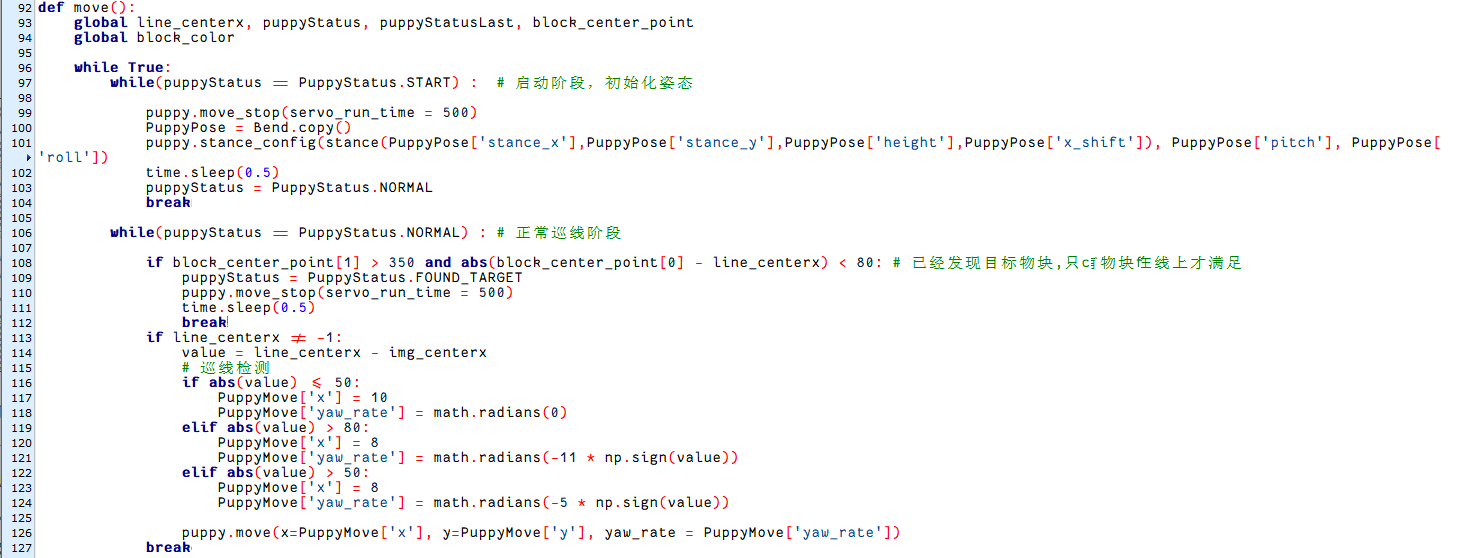 92 def move():
93     global line_centerx, puppyStatus, puppyStatusLast, block_center_point
94     global block_color
95
96     while True:
97         while(puppyStatus == PuppyStatus.START) :  # 启动阶段，初始化姿态
98
99             puppy.move_stop(servo_run_time = 500)
100             PuppyPose = Bend.copy()
101             puppy.stance_config(stance(PuppyPose['stance_x'],PuppyPose['stance_y'],PuppyPose['height'],PuppyPose['x_shift']), PuppyPose['pitch'], PuppyPose[
'roll'])
102             time.sleep(0.5)
103             puppyStatus = PuppyStatus.NORMAL
104             break
105
106         while(puppyStatus == PuppyStatus.NORMAL) : # 正常巡线阶段
107
108             if block_center_point[1] > 350 and abs(block_center_point[0] - line_centerx) < 80: # 已经发现目标物块,只 物块在线上才满足
109                 puppyStatus = PuppyStatus.FOUND_TARGET
110                 puppy.move_stop(servo_run_time = 500)
111                 time.sleep(0.5)
112                 break
113             if line_centerx != -1:
114                 value = line_centerx - img_centerx
115                 # 巡线检测
116                 if abs(value) <= 50:
117                     PuppyMove['x'] = 10
118                     PuppyMove['yaw_rate'] = math.radians(0)
119                 elif abs(value) > 80:
120                     PuppyMove['x'] = 8
121                     PuppyMove['yaw_rate'] = math.radians(-11 * np.sign(value))
122                 elif abs(value) > 50:
123                     PuppyMove['x'] = 8
124                     PuppyMove['yaw_rate'] = math.radians(-5 * np.sign(value))
125
126                 puppy.move(x=PuppyMove['x'], y=PuppyMove['y'], yaw_rate = PuppyMove['yaw_rate'])
127             break